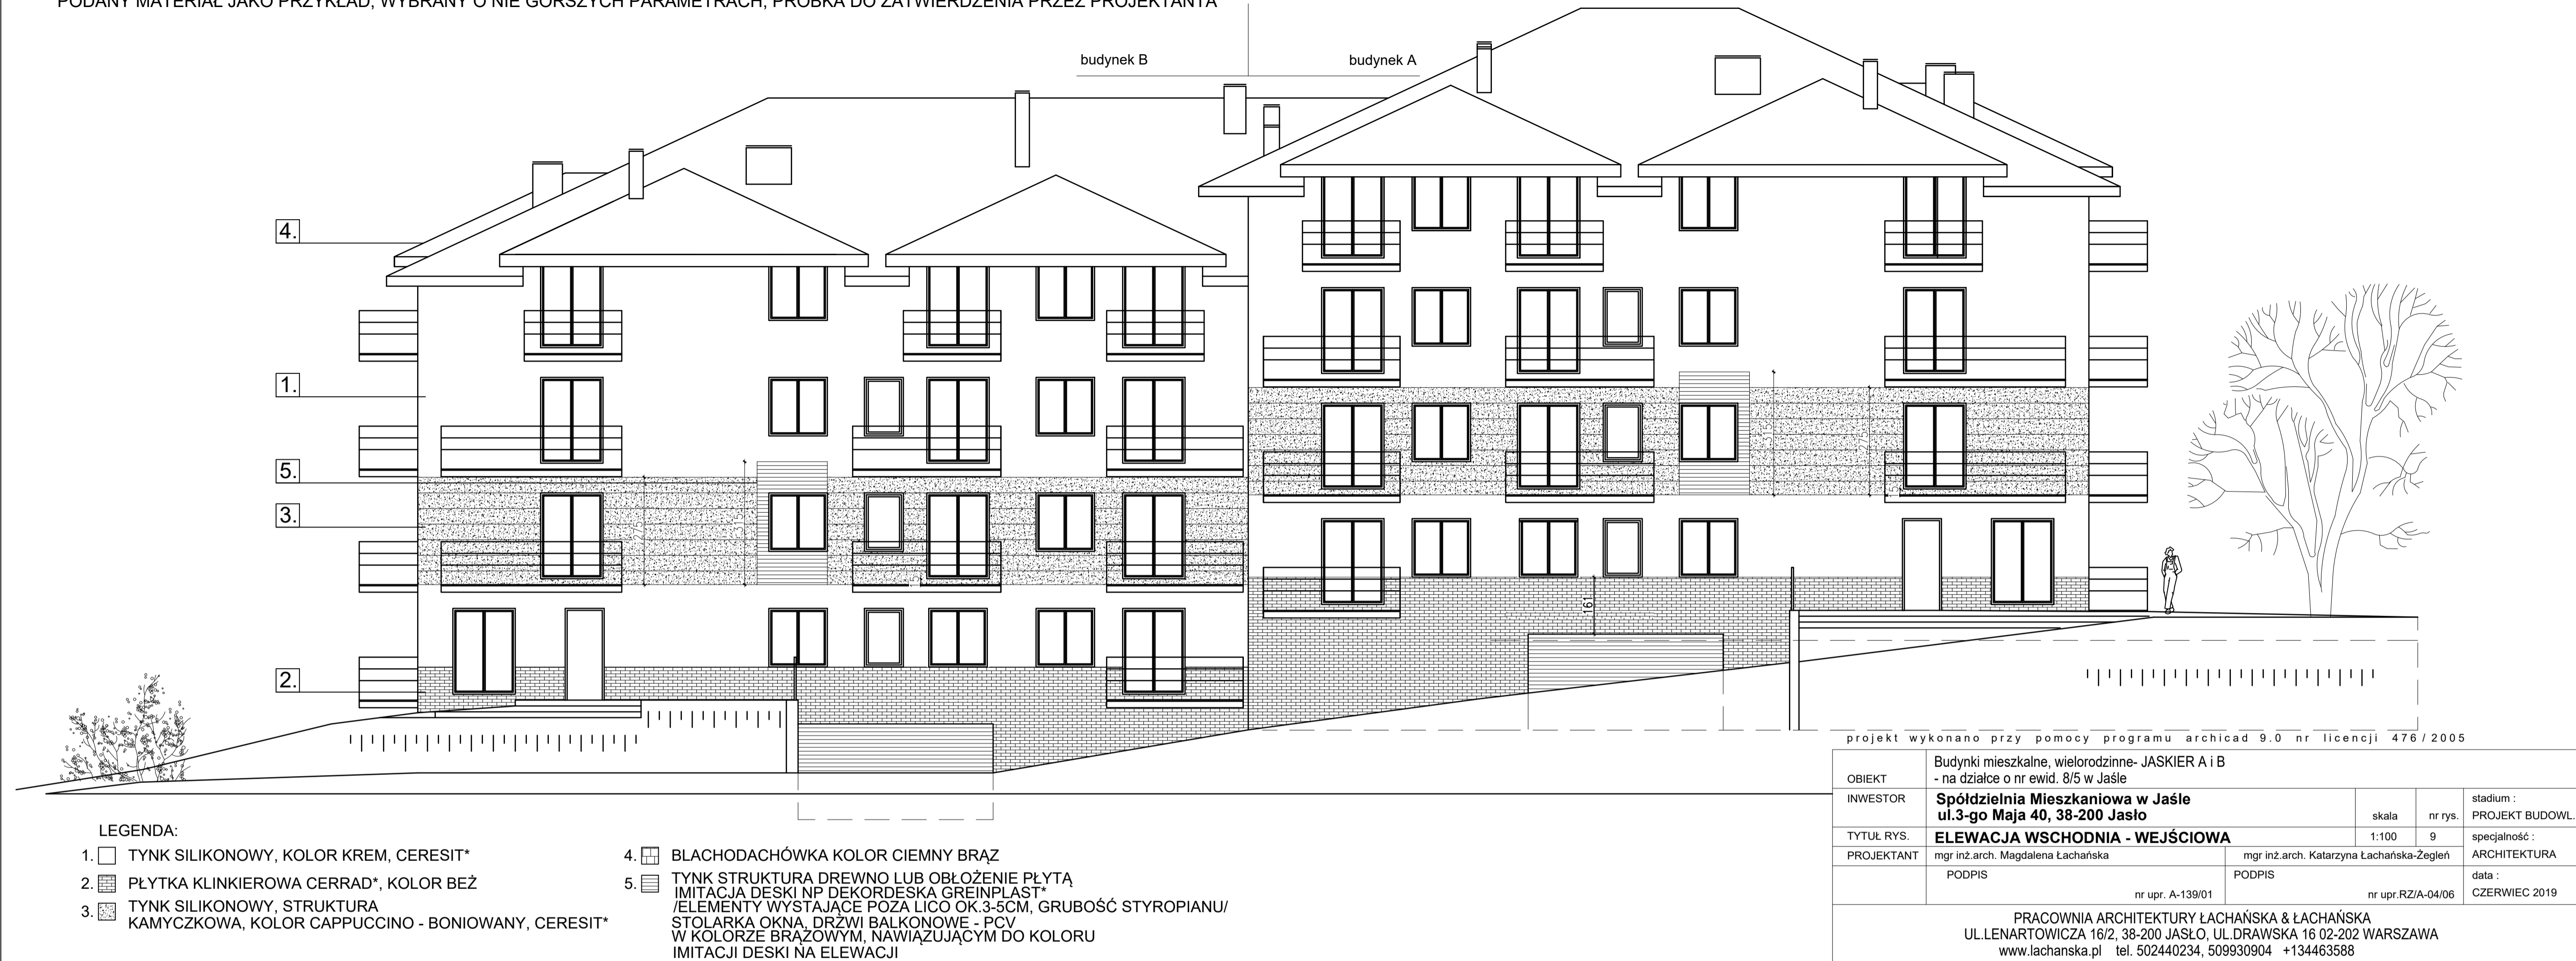 PODANY MATERIAŁ JAKO PRZYKŁAD, WYBRANY O NIE GORSZYCH PARAMETRACH, PRÓBKA DO ZATWIERDZENIA PRZEZ PROJEKTANTA
budynek B
budynek A
4.
1.
5.
3.
2.
225
315
161
projekt wykonano przy pomocy programu archicad 9.0 nr licencji 476/2005
OBIEKT
Budynki mieszkalne, wielorodzinne- JASKIER A i B
- na działce o nr ewid. 8/5 w Jaśle
INWESTOR
Spółdzielnia Mieszkaniowa w Jaśle
ul.3-go Maja 40, 38-200 Jasło
skala
nr rys.
stadium :
PROJEKT BUDOWL.
TYTUŁ RYS.
ELEWACJA WSCHODNIA - WEJŚCIOWA
1:100
9
specjalność :
ARCHITEKTURA
PROJEKTANT
mgr inż.arch. Magdalena Łachańska
mgr inż.arch. Katarzyna Łachańska-Żegleń
PODPIS
nr upr. A-139/01
PODPIS
nr upr.RZ/A-04/06
data :
CZERWIEC 2019
PRACOWNIA ARCHITEKTURY ŁACHAŃSKA & ŁACHAŃSKA
UL.LENARTOWICZA 16/2, 38-200 JASŁO, UL.DRAWSKA 16 02-202 WARSZAWA
www.lachanska.pl tel. 502440234, 509930904 +134463588
LEGENDA:
1. TYNK SILIKONOWY, KOLOR KREM, CERESIT*
2. PŁYTKA KLINKIEROWA CERRAD*, KOLOR BEŻ
3. TYNK SILIKONOWY, STRUKTURA
KAMYCZKOWA, KOLOR CAPPUCCINO - BONIOWANY, CERESIT*
4. BLACHODACHÓWKA KOLOR CIEMNY BRĄZ
5. TYNK STRUKTURA DREWNO LUB OBŁOŻENIE PŁYTĄ
IMITACJA DESKI NP DEKORDESKA GREINPLAST*
/ELEMENTY WYSTAJĄCE POZA LICO OK.3-5CM, GRUBOŚĆ STYROPIANU/
STOLARKA OKNA, DRZWI BALKONOWE - PCV
W KOLORZE BRĄZOWYM, NAWIĄZUJĄCYM DO KOLORU
IMITACJI DESKI NA ELEWACJI